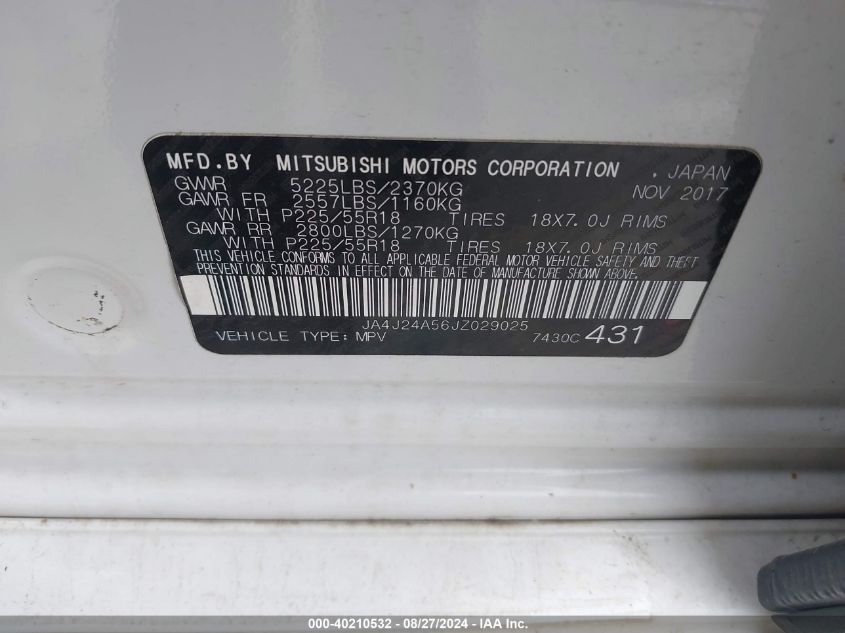 MFD.BY MITSUBISHI MOTORS CORPORATION , JAPAN
GVWR 5225LBS/2370KG NOV 2017
GAWR FR 2557LBS/1160KG
WITH P225/55R18 TIRES 18X7.0J RIMS
GAWR RR 2800LBS/1270KG
WITH P225/55R18 TIRES 18X7.0J RIMS
THIS VEHICLE CONFORMS TO ALL APPLICABLE FEDERAL MOTOR VEHICLE SAFETY AND THEFT
PREVENTION STANDARDS IN EFFECT ON THE DATE OF MANUFACTURE SHOWN ABOVE.
JA4J24A56JZ029025
VEHICLE TYPE: MPV 7430C 431
000-40210532 - 08/27/2024 - IAA Inc.